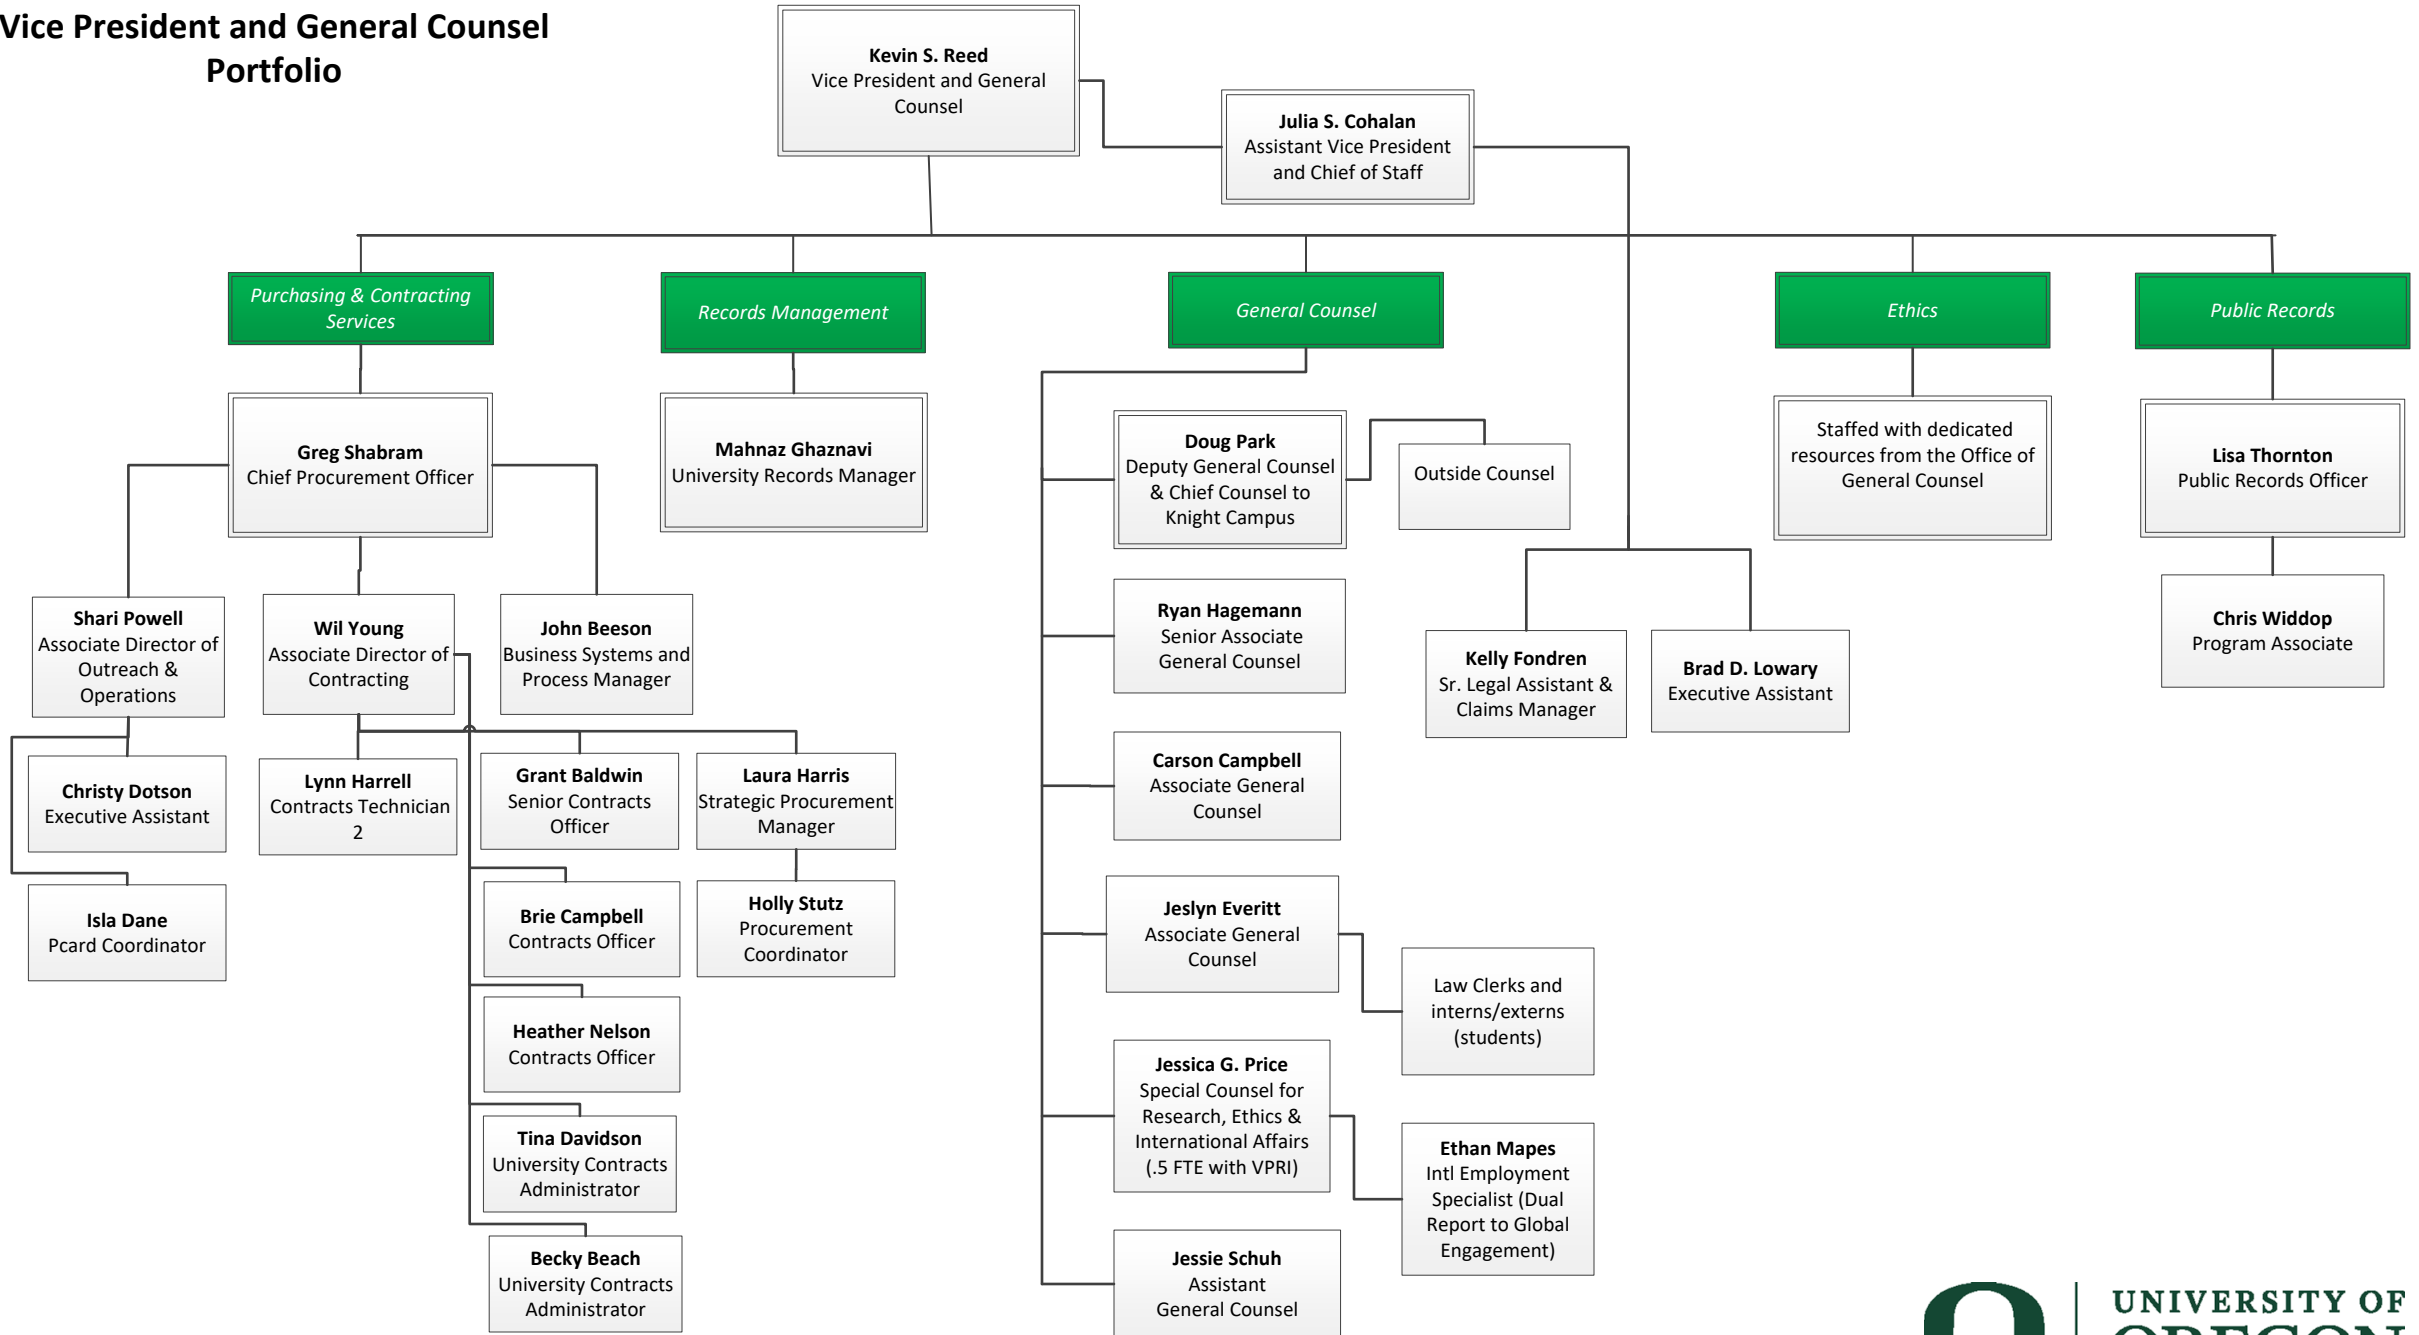 Vice President and General Counsel
Portfolio
Kevin S. Reed
Vice President and General
Counsel
Julia S. Cohalan
Assistant Vice President
and Chief of Staff
Purchasing & Contracting
Services
Records Management
General Counsel
Ethics
Public Records
Greg Shabram
Chief Procurement Officer
Mahnaz Ghaznavi
University Records Manager
Doug Park
Deputy General Counsel
& Chief Counsel to
Knight Campus
Outside Counsel
Staffed with dedicated
resources from the Office of
General Counsel
Lisa Thornton
Public Records Officer
Shari Powell
Associate Director of
Outreach &
Operations
Wil Young
Associate Director of
Contracting
John Beeson
Business Systems and
Process Manager
Ryan Hagemann
Senior Associate
General Counsel
Kelly Fondren
Sr. Legal Assistant &
Claims Manager
Brad D. Lowary
Executive Assistant
Chris Widdop
Program Associate
Christy Dotson
Executive Assistant
Lynn Harrell
Contracts Technician
2
Grant Baldwin
Senior Contracts
Officer
Laura Harris
Strategic Procurement
Manager
Carson Campbell
Associate General
Counsel
Isla Dane
Pcard Coordinator
Brie Campbell
Contracts Officer
Holly Stutz
Procurement
Coordinator
Jeslyn Everitt
Associate General
Counsel
Law Clerks and
interns/externs
(students)
Heather Nelson
Contracts Officer
Jessica G. Price
Special Counsel for
Research, Ethics &
International Affairs
(.5 FTE with VPRI)
Ethan Mapes
Intl Employment
Specialist (Dual
Report to Global
Engagement)
Tina Davidson
University Contracts
Administrator
Becky Beach
University Contracts
Administrator
Jessie Schuh
Assistant
General Counsel
UNIVERSITY OF
OREGON